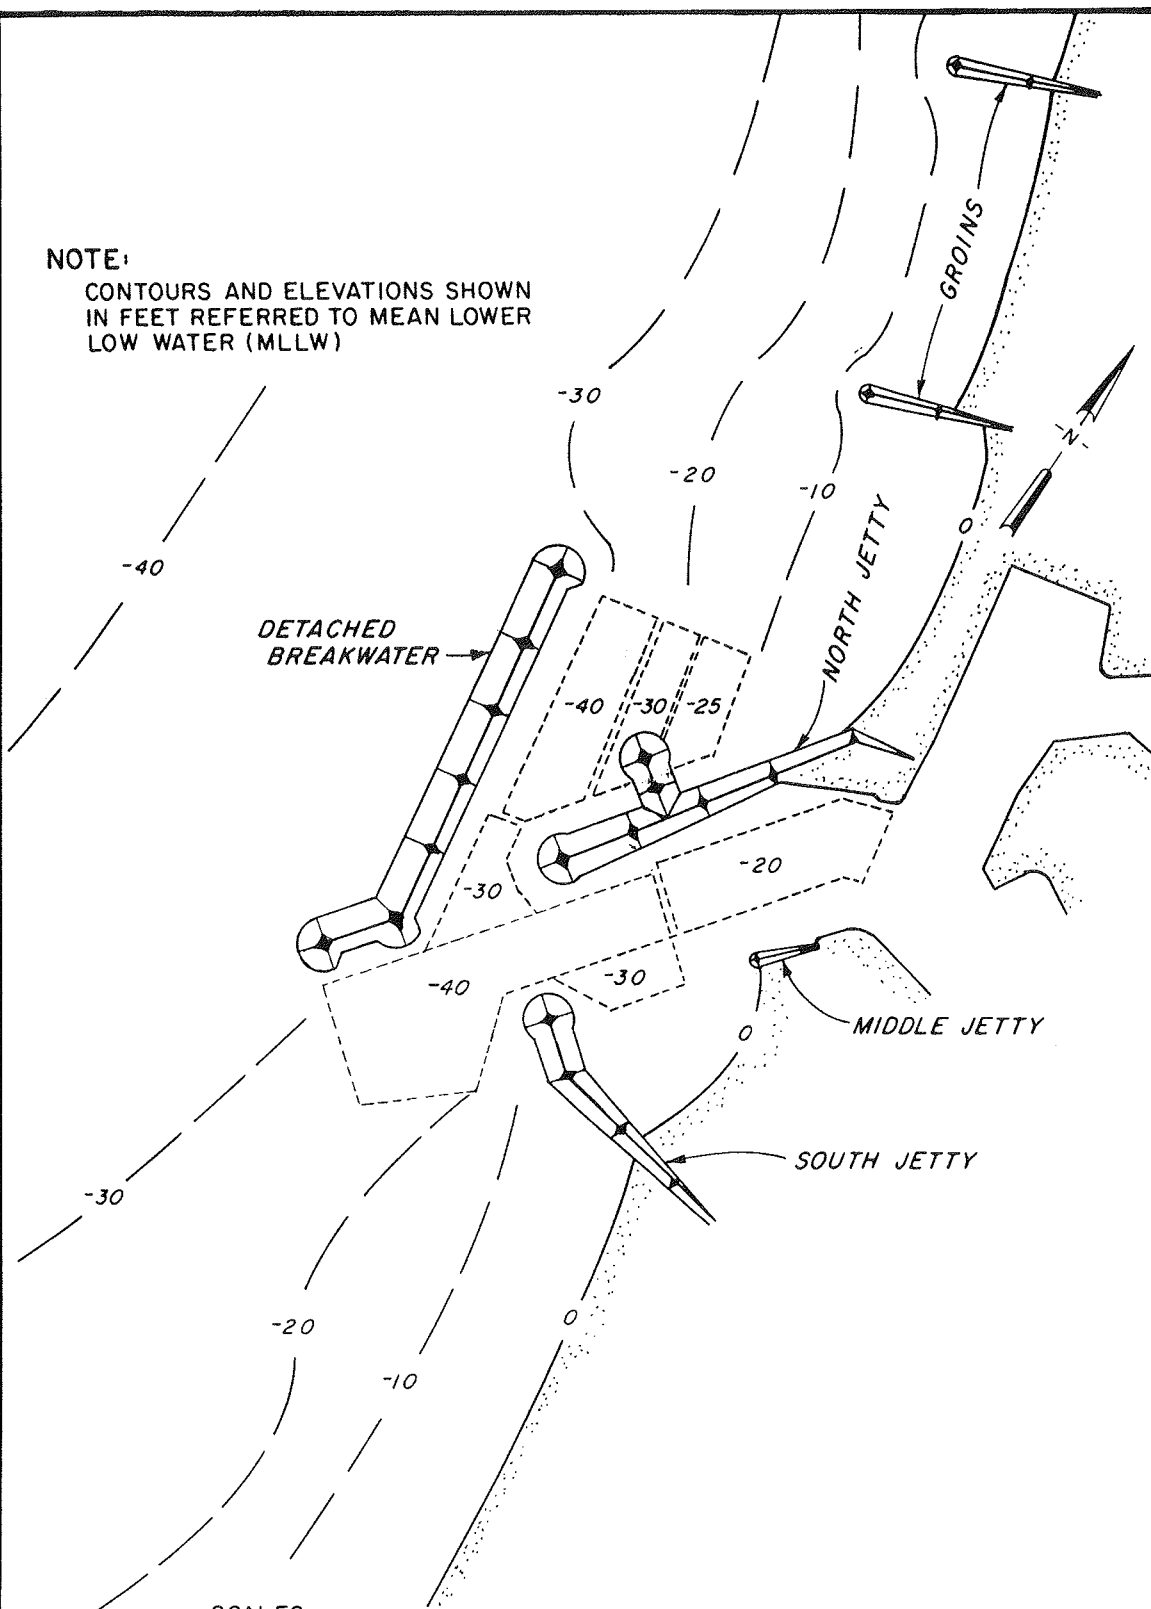 GROINS
NOTE:
CONTOURS AND ELEVATIONS SHOWN
IN FEET REFERRED TO MEAN LOWER
LOW WATER (MLLW)
-30
-N-
-20
-10
NORTH JETTY
0
-40
DETACHED
BREAKWATER
-40
-30
-25
-20
-30
-30
-40
0
MIDDLE JETTY
SOUTH JETTY
-30
0
-20
-10
SCALES